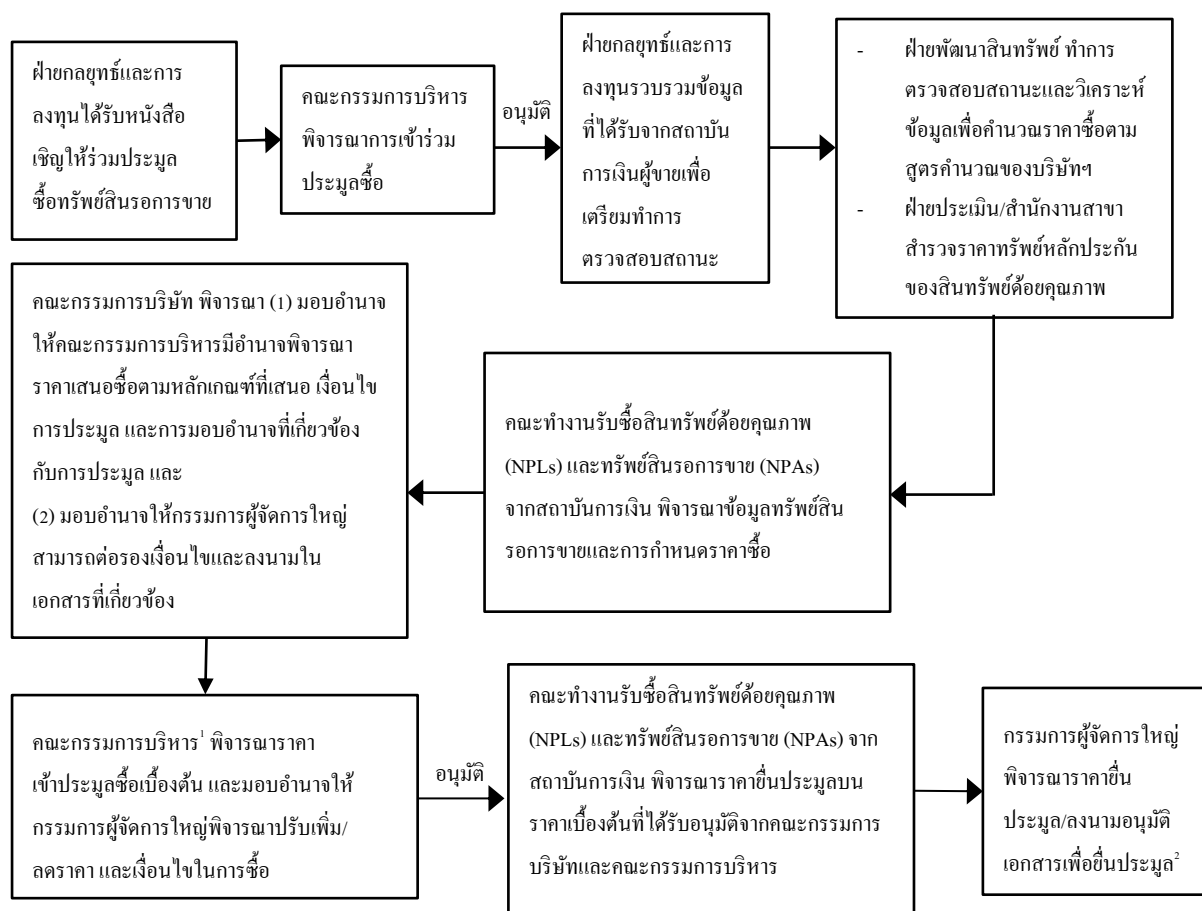 ฝ่ายกลยุทธ์และการ
ลงทุนได้รับหนังสือ
เชิญให้ร่วมประมูล
ซื้อทรัพย์สินรอการขาย
คณะกรรมการบริหาร
พิจารณาการเข้าร่วม
ประมูลซื้อ
อนุมัติ
ฝ่ายกลยุทธ์และการ
ลงทุนรวบรวมข้อมูล
ที่ได้รับจากสถาบัน
การเงินผู้ขายเพื่อ
เตรียมทำการ
ตรวจสอบสถานะ
- ฝ่ายพัฒนาสินทรัพย์ ทำการ
ตรวจสอบสถานะและวิเคราะห์
ข้อมูลเพื่อคำนวณราคาซื้อตาม
สูตรคำนวณของบริษัทฯ
- ฝ่ายประเมิน/สำนักงานสาขา
สำรวจราคาทรัพย์หลักประกัน
ของสินทรัพย์ด้อยคุณภาพ
คณะทำงานรับซื้อสินทรัพย์ด้อยคุณภาพ
(NPLs) และทรัพย์สินรอการขาย (NPAs)
จากสถาบันการเงิน พิจารณาข้อมูลทรัพย์สิน
รอการขายและการกำหนดราคาซื้อ
คณะกรรมการบริษัท พิจารณา (1) มอบอำนาจ
ให้คณะกรรมการบริหารมีอำนาจพิจารณา
ราคาเสนอซื้อตามหลักเกณฑ์ที่เสนอ เงื่อนไข
การประมูล และการมอบอำนาจที่เกี่ยวข้อง
กับการประมูล และ
(2) มอบอำนาจให้กรรมการผู้จัดการใหญ่
สามารถต่อรองเงื่อนไขและลงนามใน
เอกสารที่เกี่ยวข้อง
คณะกรรมการบริหาร¹ พิจารณาราคา
เข้าประมูลซื้อเบื้องต้น และมอบอำนาจให้
กรรมการผู้จัดการใหญ่พิจารณาปรับเพิ่ม/
ลดราคา และเงื่อนไขในการซื้อ
อนุมัติ
คณะทำงานรับซื้อสินทรัพย์ด้อยคุณภาพ
(NPLs) และทรัพย์สินรอการขาย (NPAs) จาก
สถาบันการเงิน พิจารณาราคายื่นประมูลบน
ราคาเบื้องต้นที่ได้รับอนุมัติจากคณะกรรมการ
บริษัทและคณะกรรมการบริหาร
กรรมการผู้จัดการใหญ่
พิจารณาราคายื่น
ประมูล/ลงนามอนุมัติ
เอกสารเพื่อยื่นประมูล²